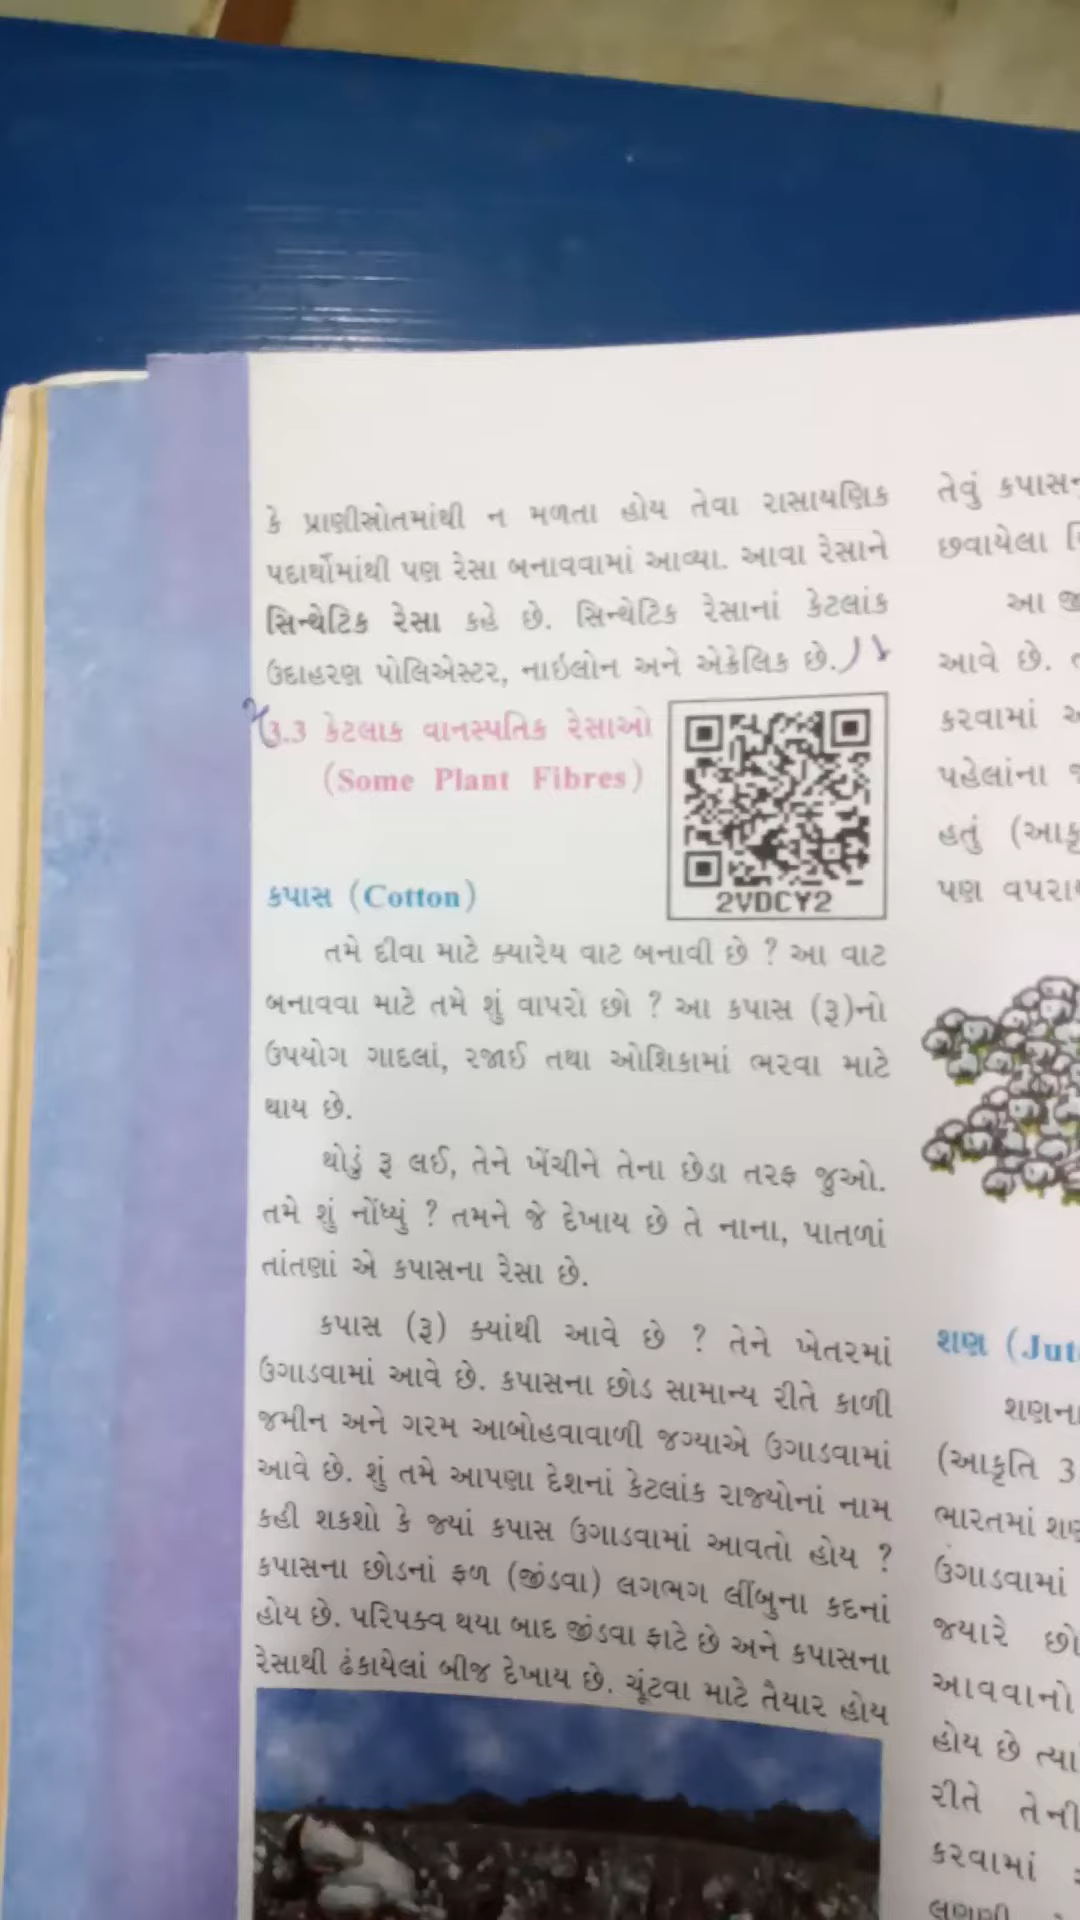 કે પ્રાણીસ્રોતમાંથી ન મળતા હોય તેવા રાસાયણિક
પદાર્થોમાંથી પણ રેસા બનાવવામાં આવ્યા. આવા રેસાને
સિન્થેટિક રેસા કહે છે. સિન્થેટિક રેસાનાં કેટલાંક
ઉદાહરણ પોલિએસ્ટર, નાઇલોન અને એક્રેલિક છે.
3.3 કેટલાક વાનસ્પતિક રેસાઓ
(Some Plant Fibres)
2VDCY2
કપાસ (Cotton)
તમે દીવા માટે ક્યારેય વાટ બનાવી છે ? આ વાટ
બનાવવા માટે તમે શું વાપરો છો ? આ કપાસ (રૂ)નો
ઉપયોગ ગાદલાં, રજાઈ તથા ઓશિકામાં ભરવા માટે
થાય છે.
થોડું રૂ લઈ, તેને ખેંચીને તેના છેડા તરફ જુઓ.
તમે શું નોંધ્યું ? તમને જે દેખાય છે તે નાના, પાતળાં
તાંતણાં એ કપાસના રેસા છે.
કપાસ (રૂ) ક્યાંથી આવે છે ? તેને ખેતરમાં
ઉગાડવામાં આવે છે. કપાસના છોડ સામાન્ય રીતે કાળી
જમીન અને ગરમ આબોહવાવાળી જગ્યાએ ઉગાડવામાં
આવે છે. શું તમે આપણા દેશનાં કેટલાંક રાજ્યોનાં નામ
કહી શકશો કે જ્યાં કપાસ ઉગાડવામાં આવતો હોય ?
કપાસના છોડનાં ફળ (જીંડવા) લગભગ લીંબુના કદનાં
હોય છે. પરિપક્વ થયા બાદ જીંડવા ફાટે છે અને કપાસના
રેસાથી ઢંકાયેલાં બીજ દેખાય છે. ચૂંટવા માટે તૈયાર હોય
તેવું
છવાયેલા
આ
આવે છે.
કરવામાં
પહેલાંના
હતું
પણ
શણ
શણના
(આકૃતિ 3
ભારતમાં
ઉગાડવામાં
જ્યારે
આવવાનો
હોય છે
રીતે તેની
કરવામાં